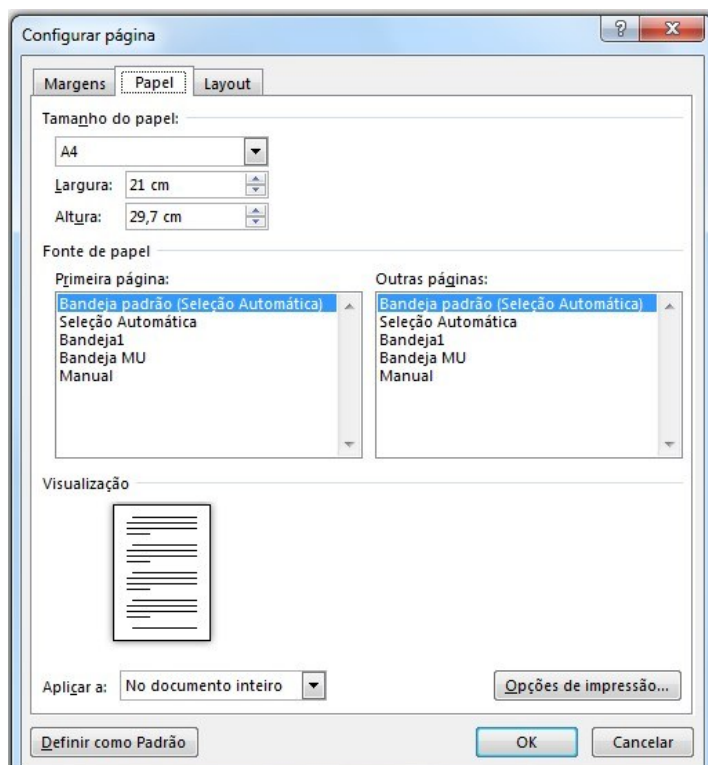 Configurar página
Margens Papel Layout
Tamanho do papel:
A4
Largura: 21 cm
Altura: 29,7 cm
Fonte de papel
Primeira página: Outras páginas:
Bandeja padrão (Seleção Automática) Bandeja padrão (Seleção Automática)
Seleção Automática Seleção Automática
Bandeja1 Bandeja1
Bandeja MU Bandeja MU
Manual Manual
Visualização
Aplicar a: No documento inteiro Opções de impressão...
Definir como Padrão OK Cancelar